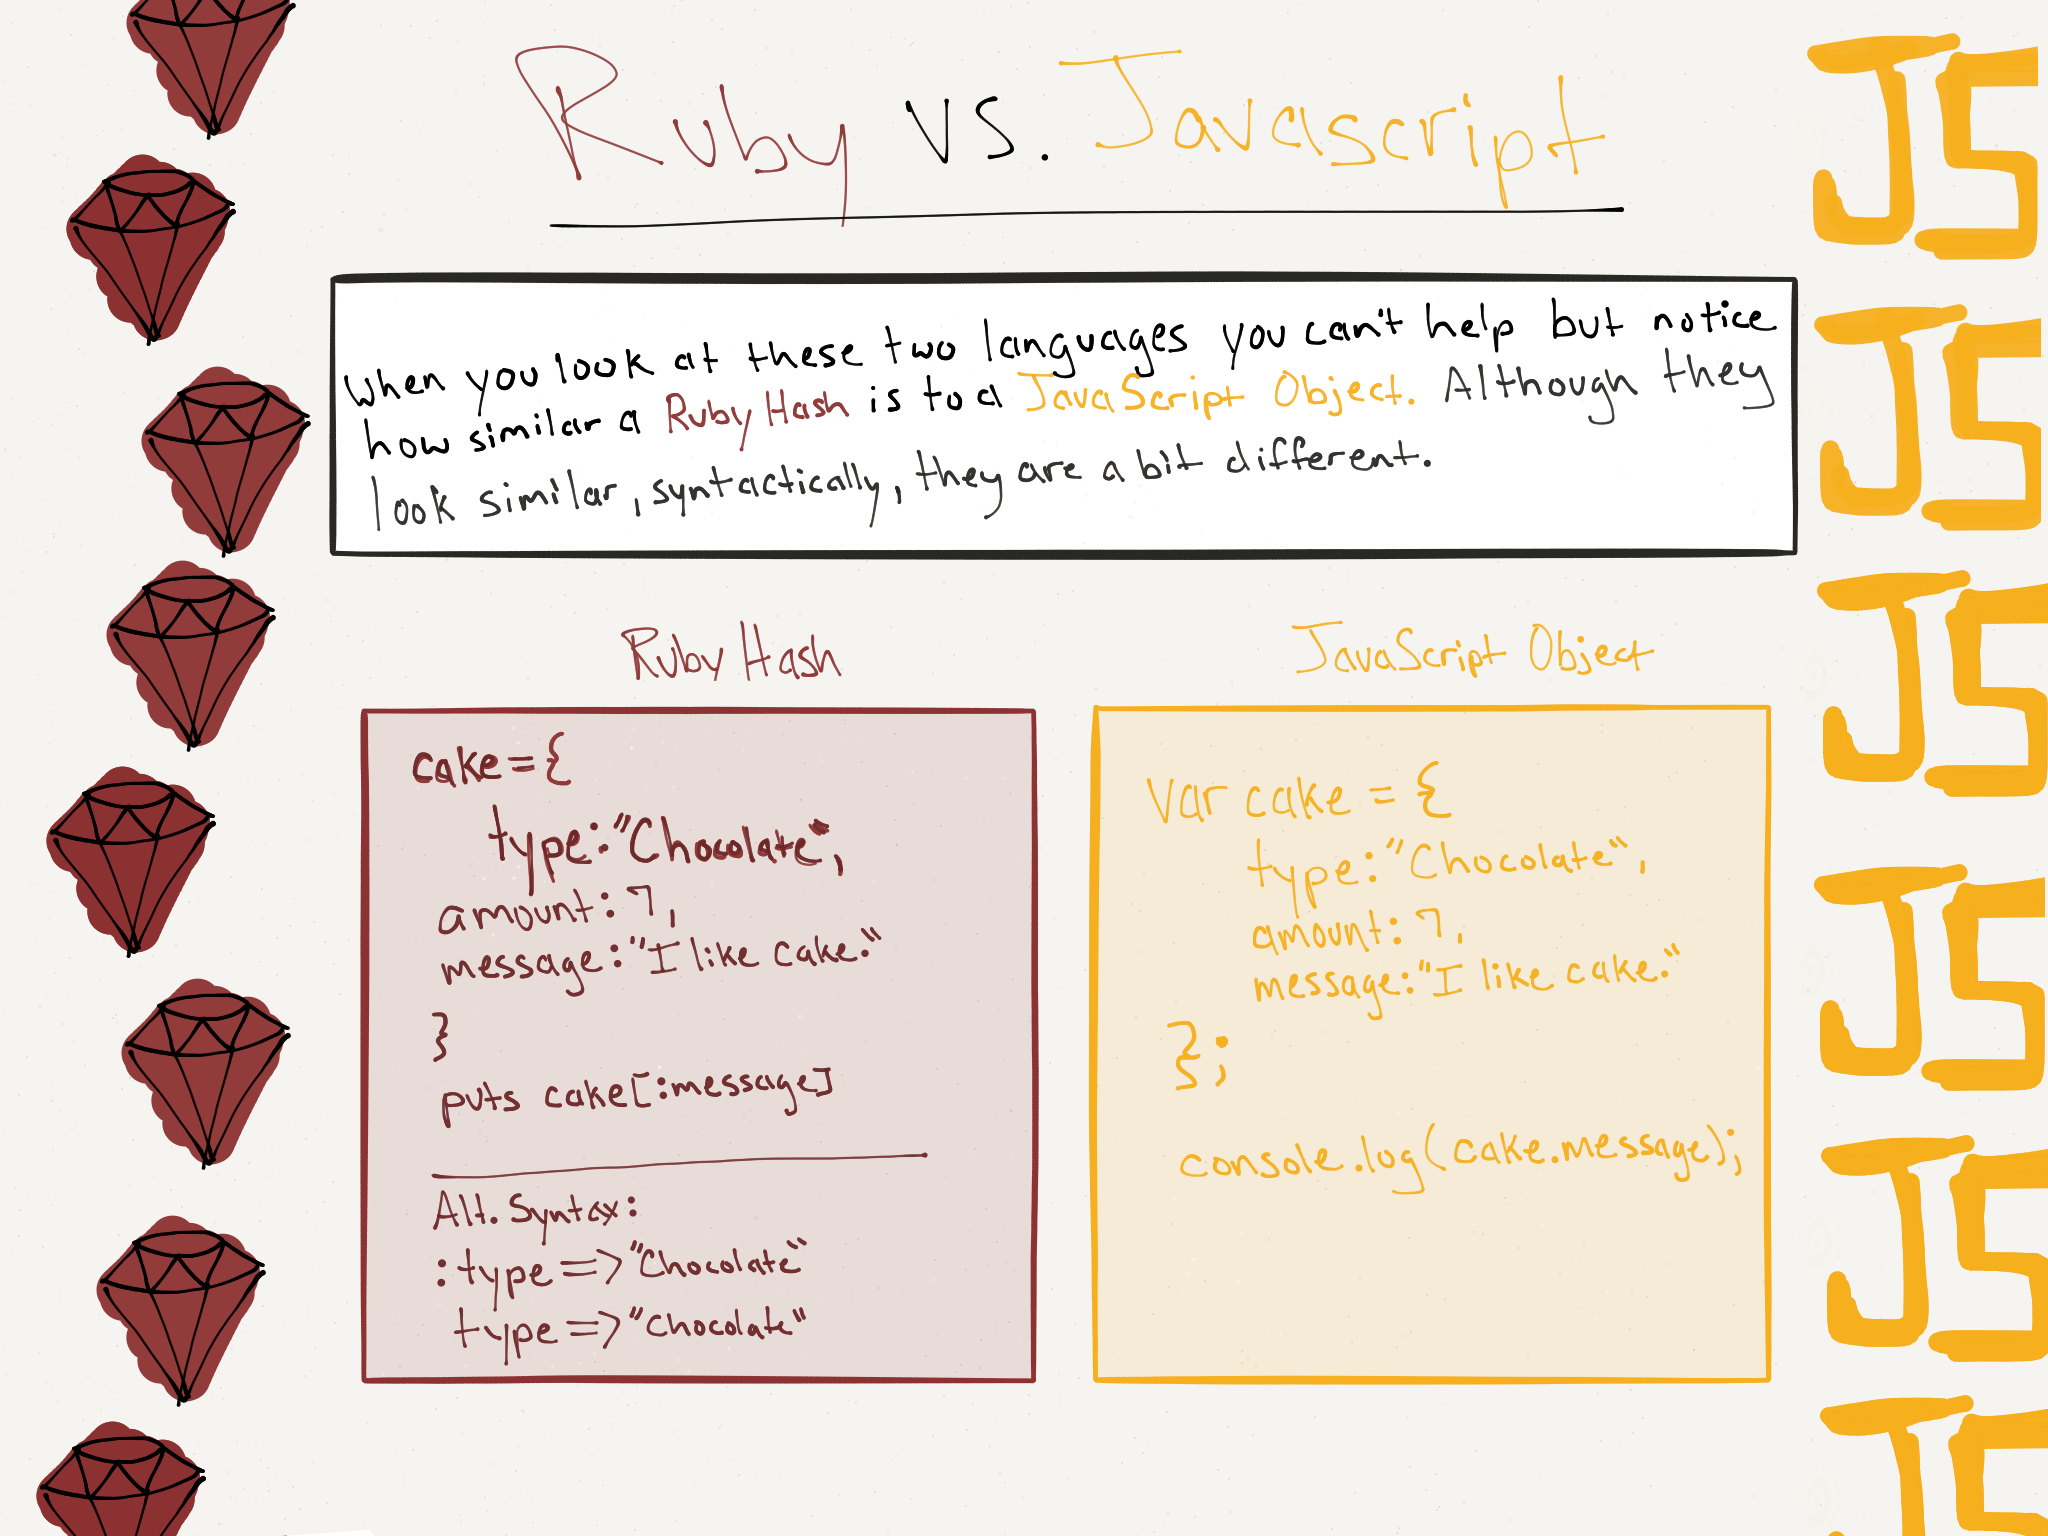 Ruby vs. Javascript
When you look at these two languages you can't help but notice
how similar a Ruby Hash is to a JavaScript Object. Although they
look similar, syntactically, they are a bit different.
Ruby Hash
cake={
type:"Chocolate",
amount:7,
message:"I like cake."
}
puts cake[:message]
Alt. Syntax:
:type=>"Chocolate"
type=>"Chocolate"
JavaScript Object
var cake = {
type:"Chocolate",
amount:7,
message:"I like cake."
};
console.log(cake.message);
JS
JS
JS
JS
JS
JS